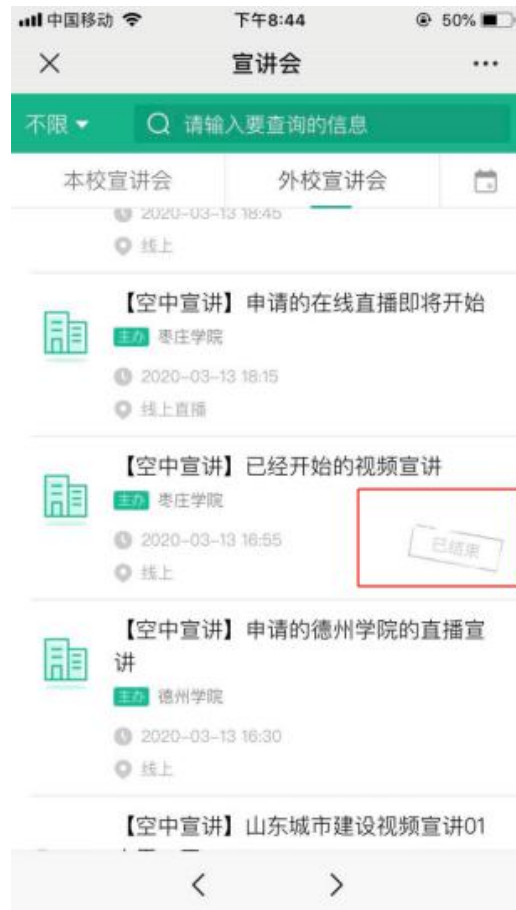 中国移动
下午8:44
50%
宣讲会
不限
请输入要查询的信息
本校宣讲会
外校宣讲会
2020-03-13 18:45
线上
【空中宣讲】申请的在线直播即将开始
主办 枣庄学院
2020-03-13 18:15
线上直播
【空中宣讲】已经开始的视频宣讲
主办 枣庄学院
2020-03-13 16:55
已结束
线上
【空中宣讲】申请的德州学院的直播宣
讲
主办 德州学院
2020-03-13 16:30
线上
【空中宣讲】山东城市建设视频宣讲01